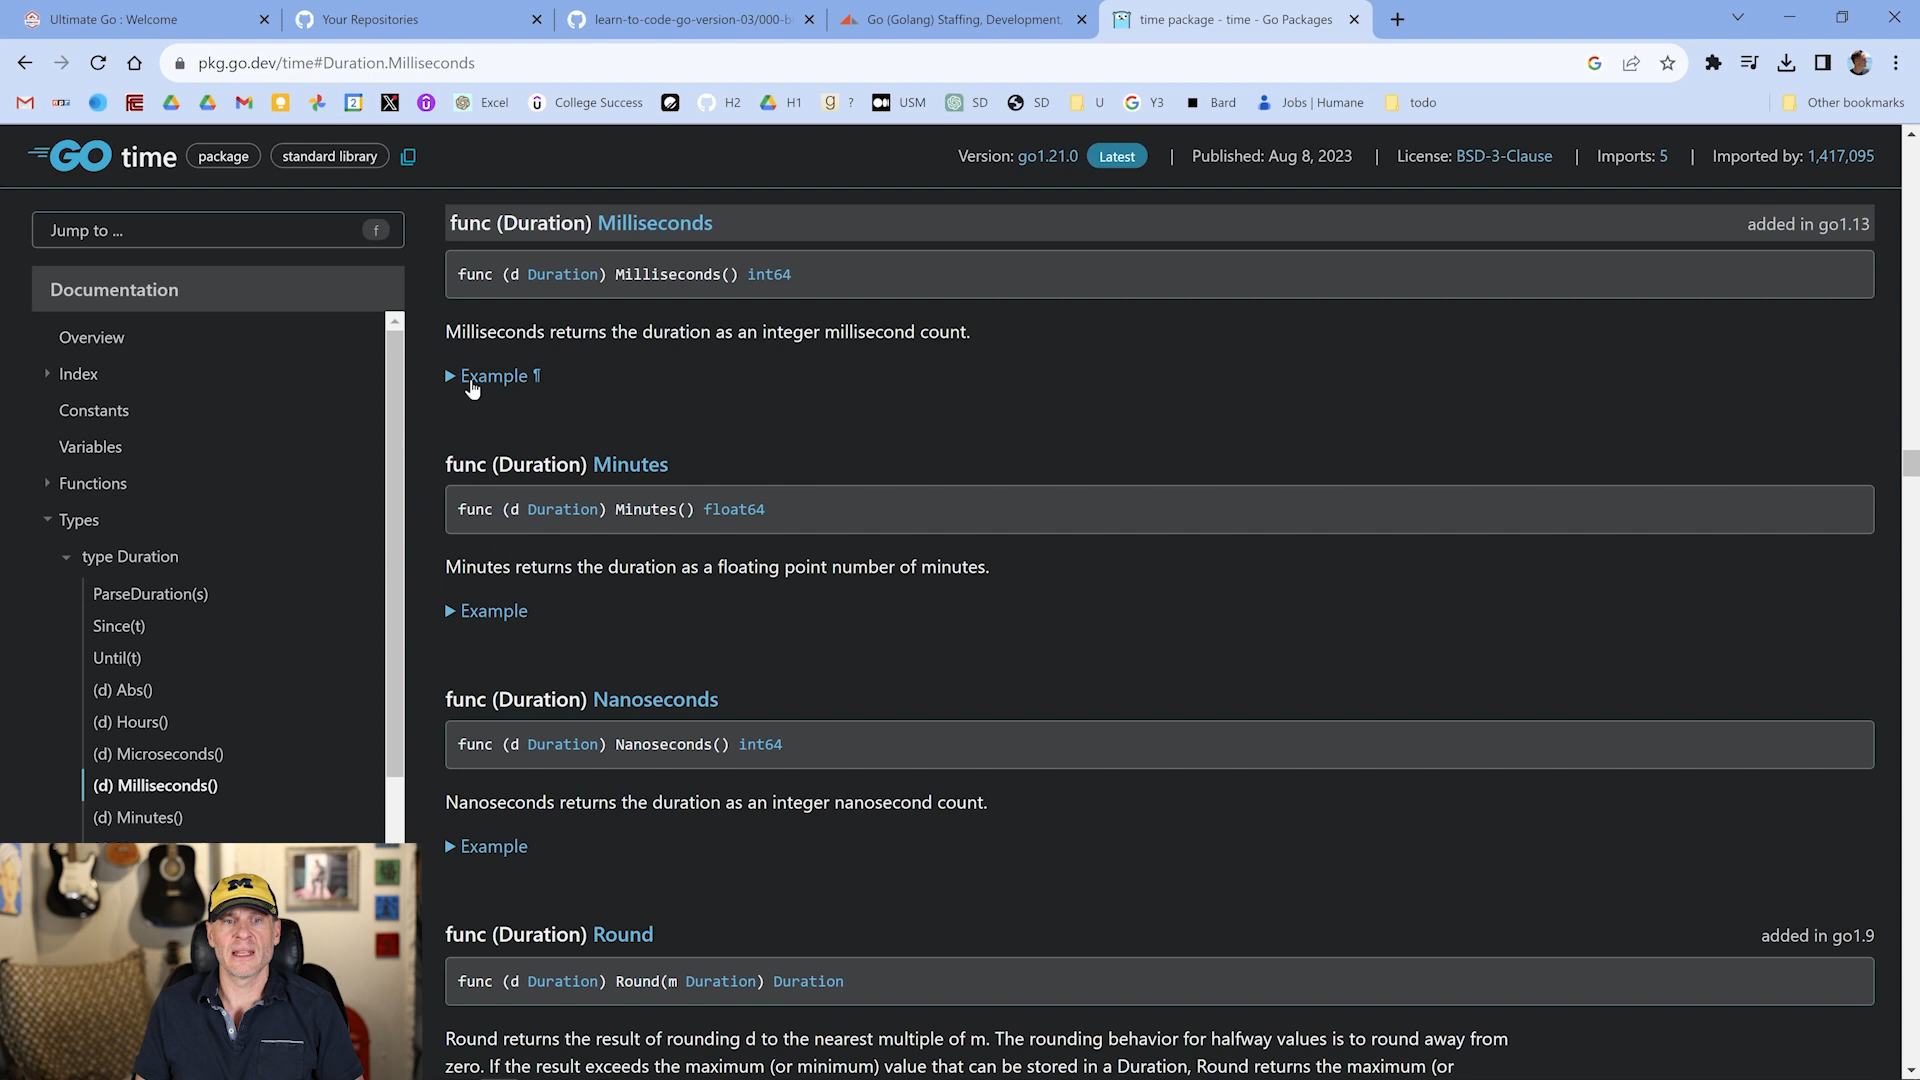 Ultimate Go : Welcome
Your Repositories
learn-to-code-go-version-03/000-b
Go (Golang) Staffing, Development,
time package - time - Go Packages
pkg.go.dev/time#Duration.Milliseconds
Excel
College Success
H2
H1
?
USM
SD
SD
U
Y3
Bard
Jobs | Humane
todo
Other bookmarks
GO time package standard library
Version: go1.21.0 Latest | Published: Aug 8, 2023 | License: BSD-3-Clause | Imports: 5 | Imported by: 1,417,095
Jump to ... f
Documentation
Overview
Index
Constants
Variables
Functions
Types
type Duration
ParseDuration(s)
Since(t)
Until(t)
(d) Abs()
(d) Hours()
(d) Microseconds()
(d) Milliseconds()
(d) Minutes()
func (Duration) Milliseconds added in go1.13
func (d Duration) Milliseconds() int64
Milliseconds returns the duration as an integer millisecond count.
Example ¶
func (Duration) Minutes
func (d Duration) Minutes() float64
Minutes returns the duration as a floating point number of minutes.
Example
func (Duration) Nanoseconds
func (d Duration) Nanoseconds() int64
Nanoseconds returns the duration as an integer nanosecond count.
Example
func (Duration) Round added in go1.9
func (d Duration) Round(m Duration) Duration
Round returns the result of rounding d to the nearest multiple of m. The rounding behavior for halfway values is to round away from
zero. If the result exceeds the maximum (or minimum) value that can be stored in a Duration, Round returns the maximum (or
M